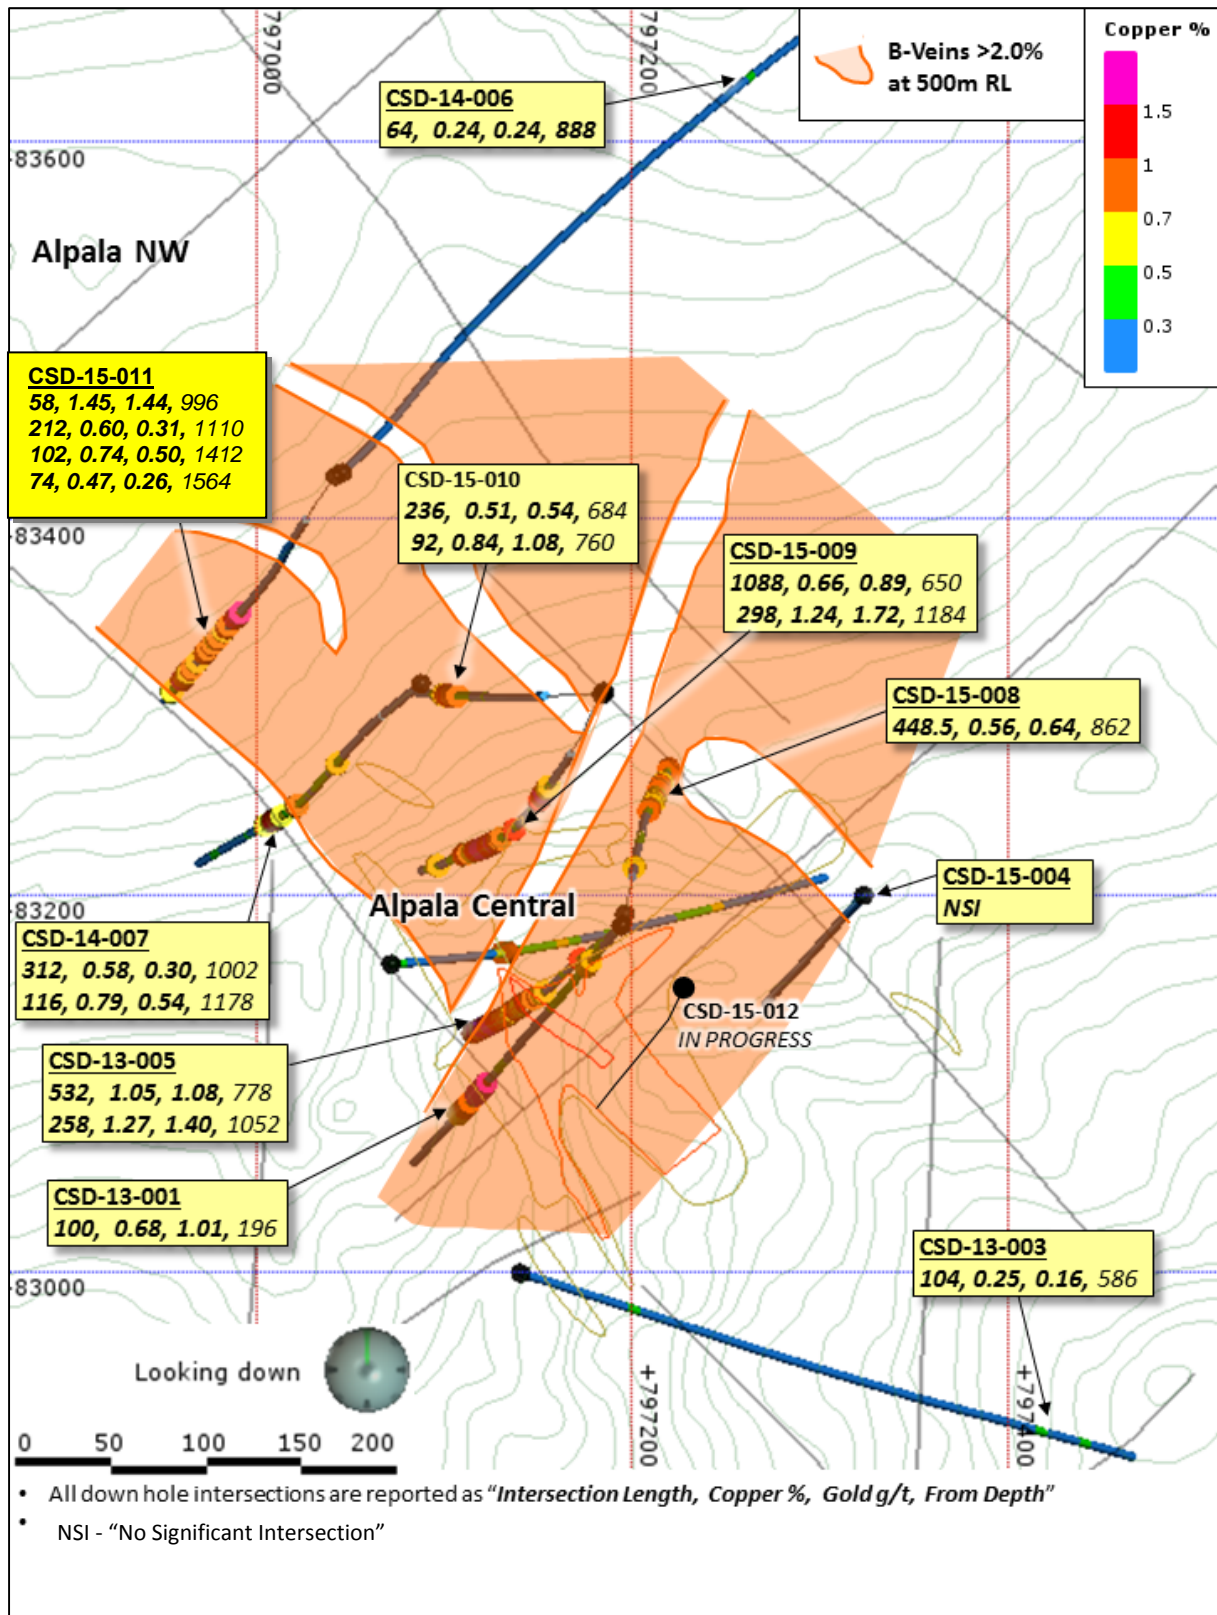 797000
797200
B-Veins >2.0%
at 500m RL
Copper %
1.5
1
0.7
0.5
0.3
CSD-14-006
64, 0.24, 0.24, 888
83600
Alpala NW
CSD-15-011
58, 1.45, 1.44, 996
212, 0.60, 0.31, 1110
102, 0.74, 0.50, 1412
74, 0.47, 0.26, 1564
CSD-15-010
236, 0.51, 0.54, 684
92, 0.84, 1.08, 760
83400
CSD-15-009
1088, 0.66, 0.89, 650
298, 1.24, 1.72, 1184
CSD-15-008
448.5, 0.56, 0.64, 862
CSD-15-004
NSI
Alpala Central
83200
CSD-14-007
312, 0.58, 0.30, 1002
116, 0.79, 0.54, 1178
CSD-15-012
IN PROGRESS
CSD-13-005
532, 1.05, 1.08, 778
258, 1.27, 1.40, 1052
CSD-13-001
100, 0.68, 1.01, 196
CSD-13-003
104, 0.25, 0.16, 586
83000
Looking down
+797200
+797400
0 50 100 150 200
• All down hole intersections are reported as “Intersection Length, Copper %, Gold g/t, From Depth”
• NSI - “No Significant Intersection”